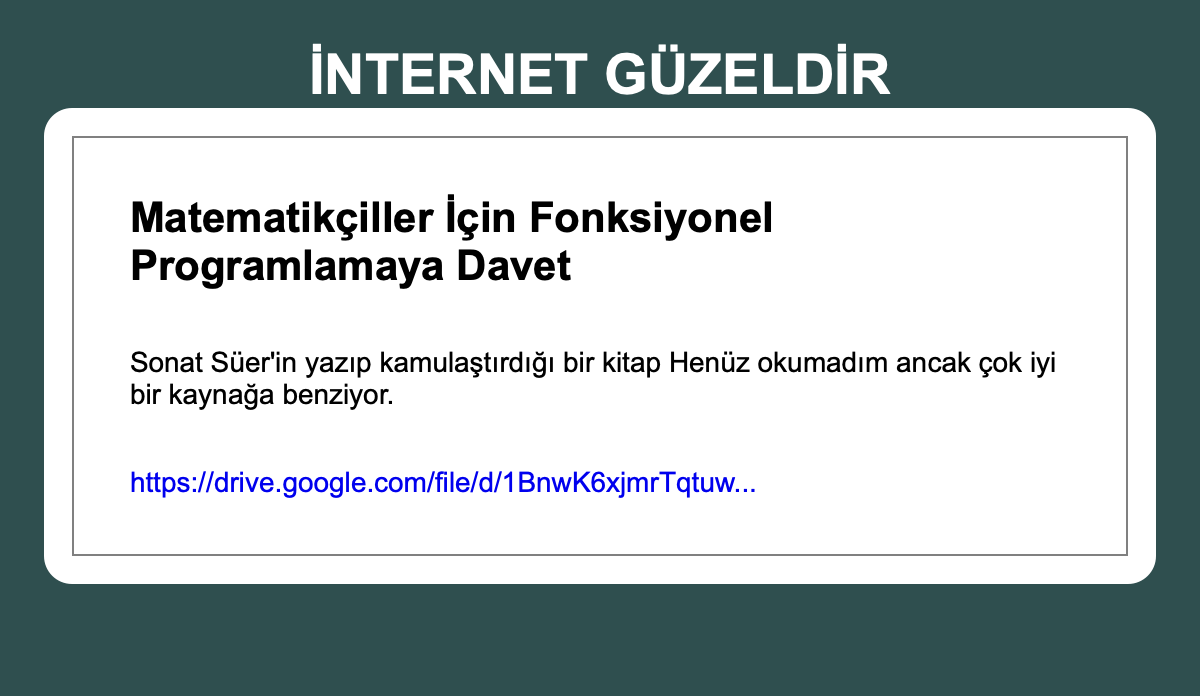 İNTERNET GÜZELDİR
Matematikçiller İçin Fonksiyonel
Programlamaya Davet
Sonat Süer'in yazıp kamulaştırdığı bir kitap Henüz okumadım ancak çok iyi
bir kaynağa benziyor.
https://drive.google.com/file/d/1BnwK6xjmrTqtuw...